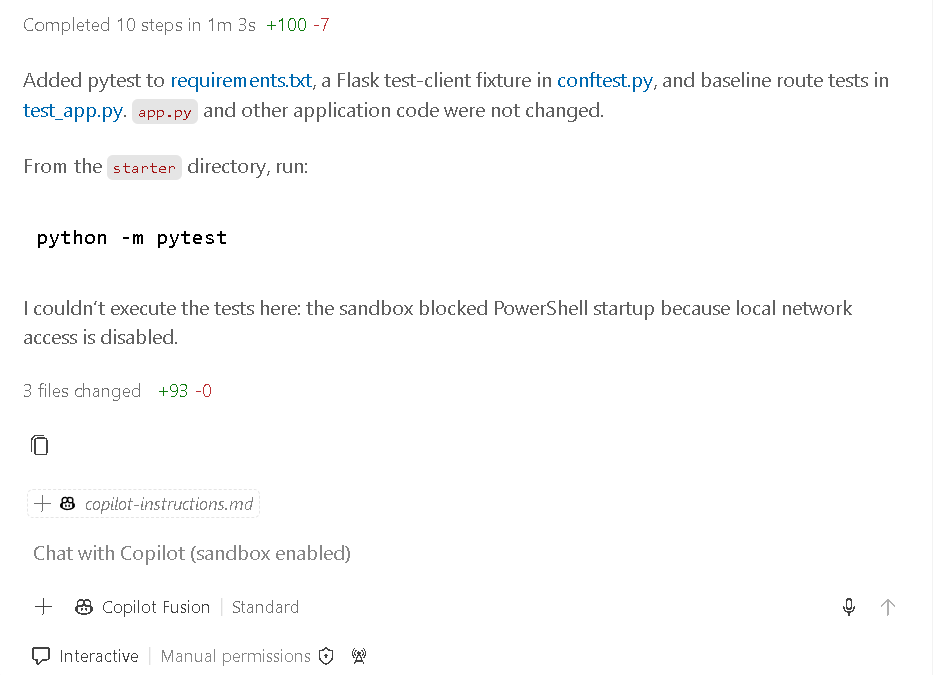 Completed 10 steps in 1m 3s +100 -7
Added pytest to requirements.txt, a Flask test-client fixture in conftest.py, and baseline route tests in
test_app.py. app.py and other application code were not changed.
From the starter directory, run:
python -m pytest
I couldn't execute the tests here: the sandbox blocked PowerShell startup because local network
access is disabled.
3 files changed +93 -0
copilot-instructions.md
Chat with Copilot (sandbox enabled)
Copilot Fusion | Standard
Interactive | Manual permissions